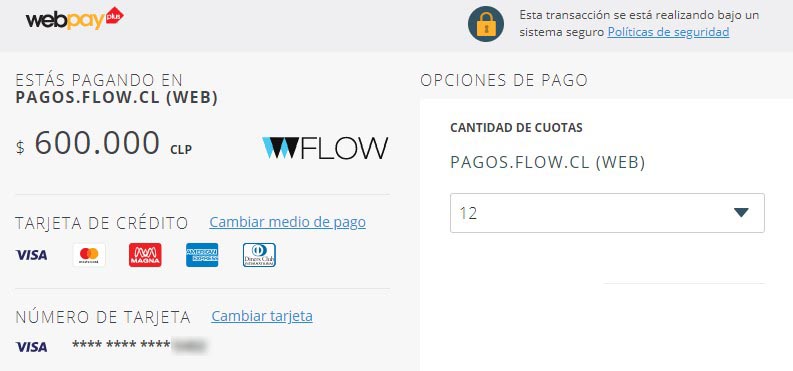 webpay plus
Esta transacción se está realizando bajo un
sistema seguro Políticas de seguridad
ESTÁS PAGANDO EN
PAGOS.FLOW.CL (WEB)
$ 600.000 CLP
FLOW
TARJETA DE CRÉDITO Cambiar medio de pago
VISA mastercard MAGNA AMERICAN EXPRESS Diners Club INTERNATIONAL
NÚMERO DE TARJETA Cambiar tarjeta
VISA **** **** ****
OPCIONES DE PAGO
CANTIDAD DE CUOTAS
PAGOS.FLOW.CL (WEB)
12